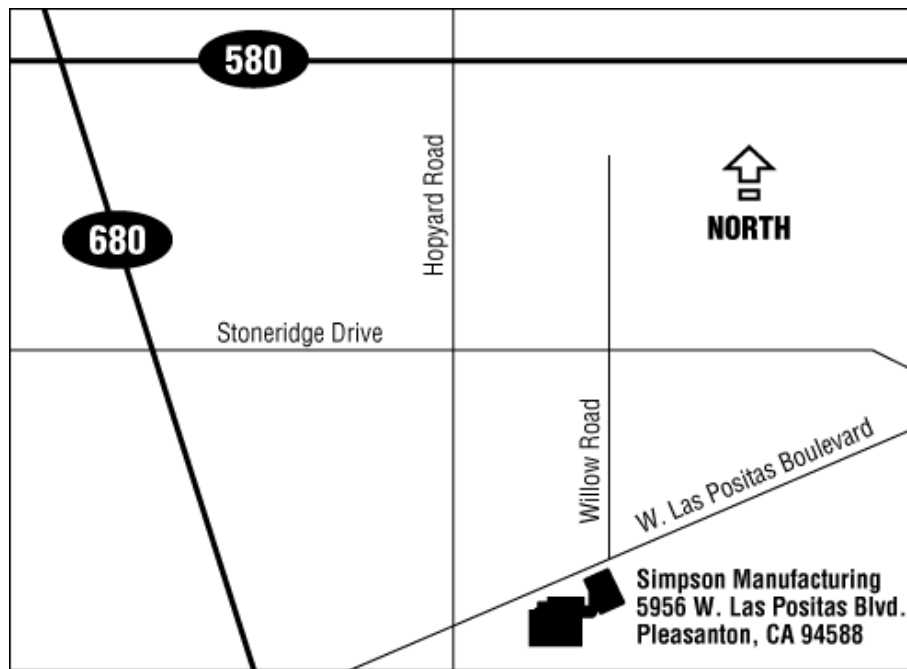 580
Hopyard Road
NORTH
680
Stoneridge Drive
Willow Road
W. Las Positas Boulevard
Simpson Manufacturing
5956 W. Las Positas Blvd.
Pleasanton, CA 94588